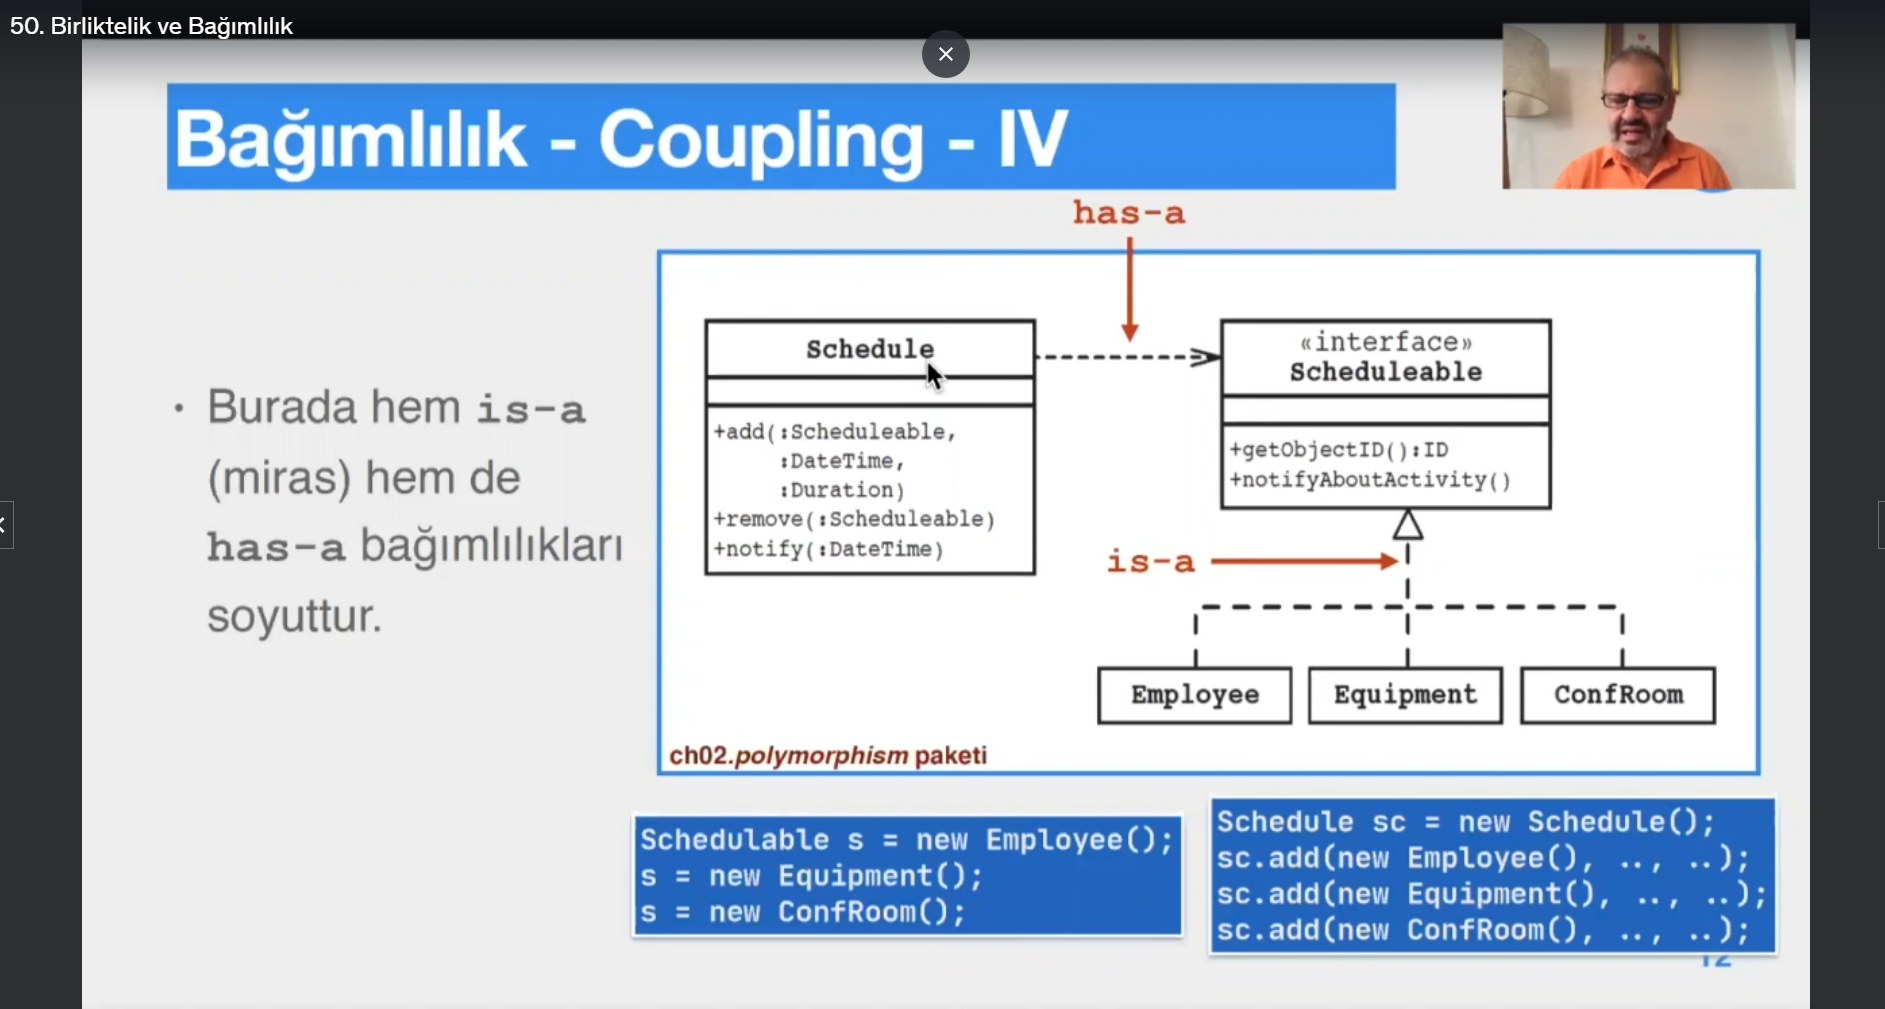 50. Birliktelik ve Bağımlılık
Bağımlılık - Coupling - IV
has-a
• Burada hem is-a
(miras) hem de
has-a bağımlılıkları
soyuttur.
Schedule
+add(:Scheduleable,
:DateTime,
:Duration)
+remove(:Scheduleable)
+notify(:DateTime)
«interface»
Scheduleable
+getObjectID():ID
+notifyAboutActivity()
is-a
Employee
Equipment
ConfRoom
ch02.polymorphism paketi
Schedulable s = new Employee();
s = new Equipment();
s = new ConfRoom();
Schedule sc = new Schedule();
sc.add(new Employee(), .., ..);
sc.add(new Equipment(), .., ..);
sc.add(new ConfRoom(), .., ..);
12